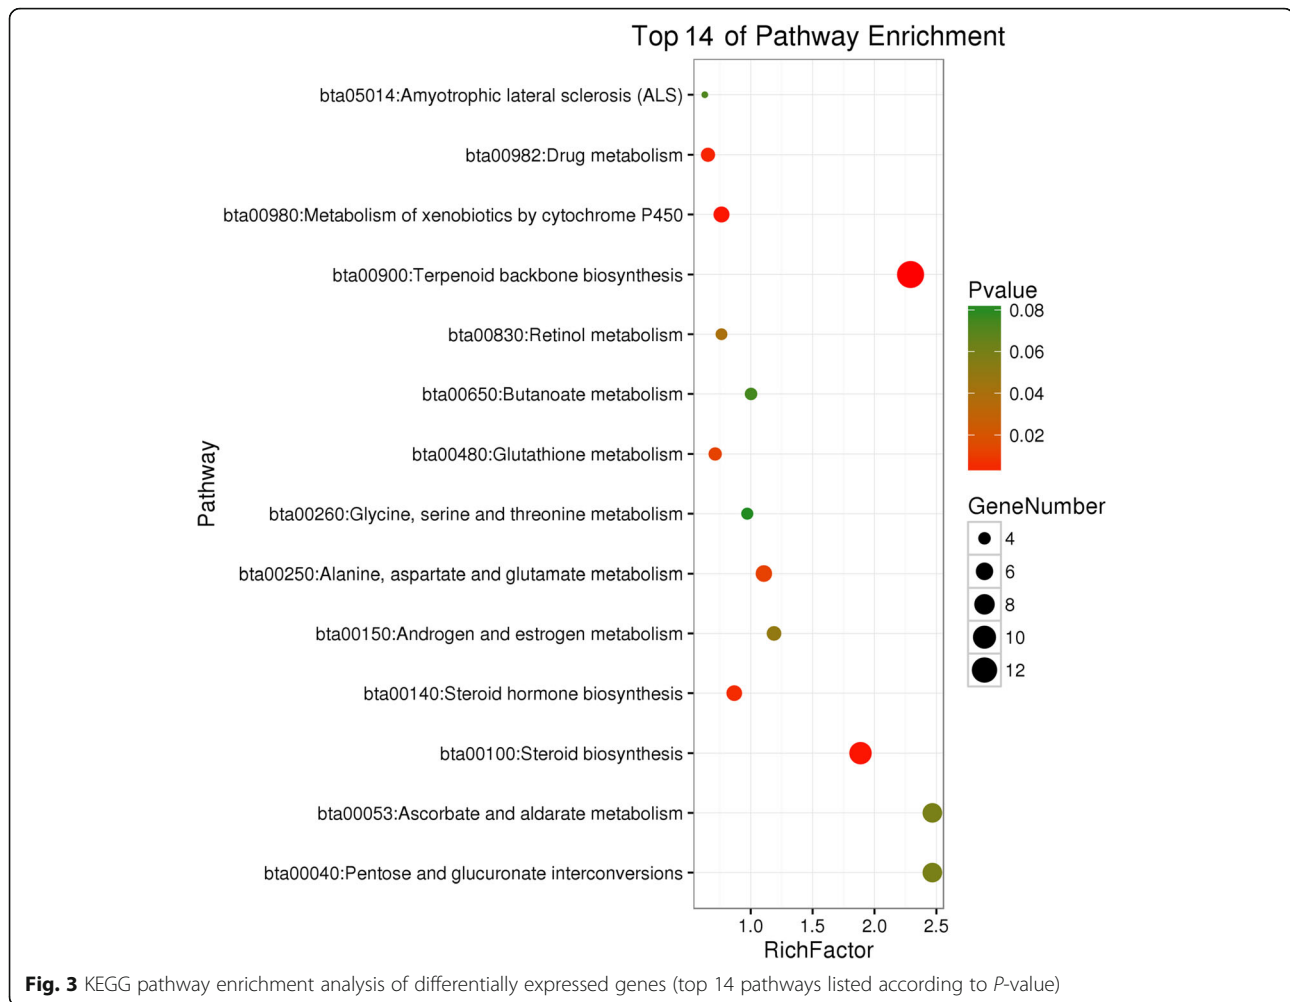 Top 14 of Pathway Enrichment
bta05014:Amyotrophic lateral sclerosis (ALS)
bta00982:Drug metabolism
bta00980:Metabolism of xenobiotics by cytochrome P450
bta00900:Terpenoid backbone biosynthesis
bta00830:Retinol metabolism
bta00650:Butanoate metabolism
bta00480:Glutathione metabolism
bta00260:Glycine, serine and threonine metabolism
bta00250:Alanine, aspartate and glutamate metabolism
bta00150:Androgen and estrogen metabolism
bta00140:Steroid hormone biosynthesis
bta00100:Steroid biosynthesis
bta00053:Ascorbate and aldarate metabolism
bta00040:Pentose and glucuronate interconversions
Pathway
1.0 1.5 2.0 2.5
RichFactor
Pvalue
0.08
0.06
0.04
0.02
GeneNumber
4
6
8
10
12
Fig. 3 KEGG pathway enrichment analysis of differentially expressed genes (top 14 pathways listed according to P-value)